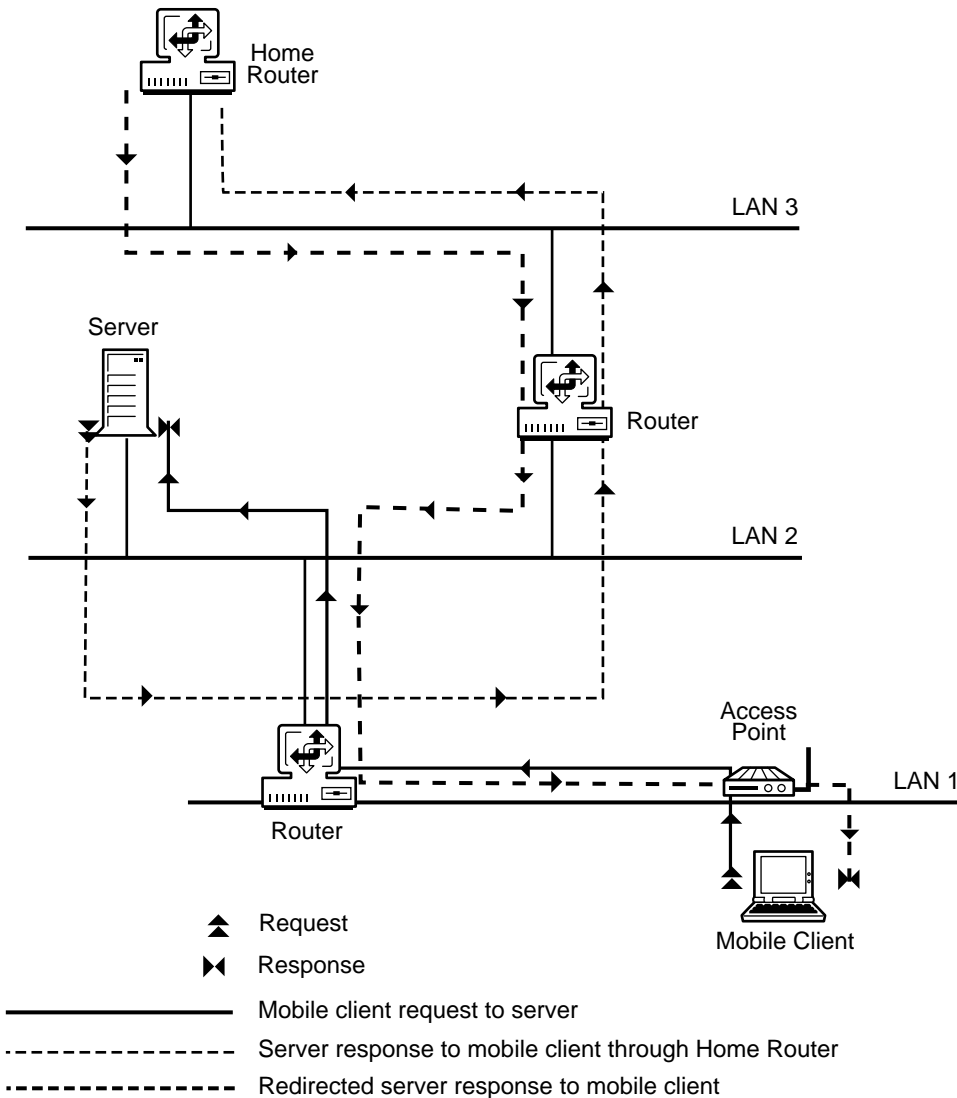 Home
Router
LAN 3
Server
Router
LAN 2
Access
Point
LAN 1
Router
Mobile Client
Request
Response
Mobile client request to server
Server response to mobile client through Home Router
Redirected server response to mobile client